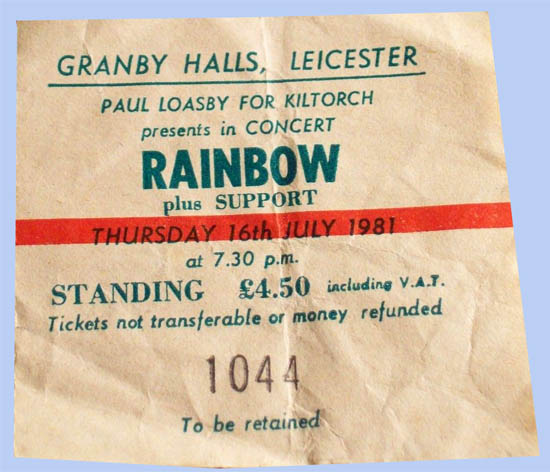 GRANBY HALLS, LEICESTER
PAUL LOASBY FOR KILTORCH
presents in CONCERT
RAINBOW
plus SUPPORT
THURSDAY 16th JULY 1981
at 7.30 p.m.
STANDING £4.50 including V.A.T.
Tickets not transferable or money refunded
1044
To be retained